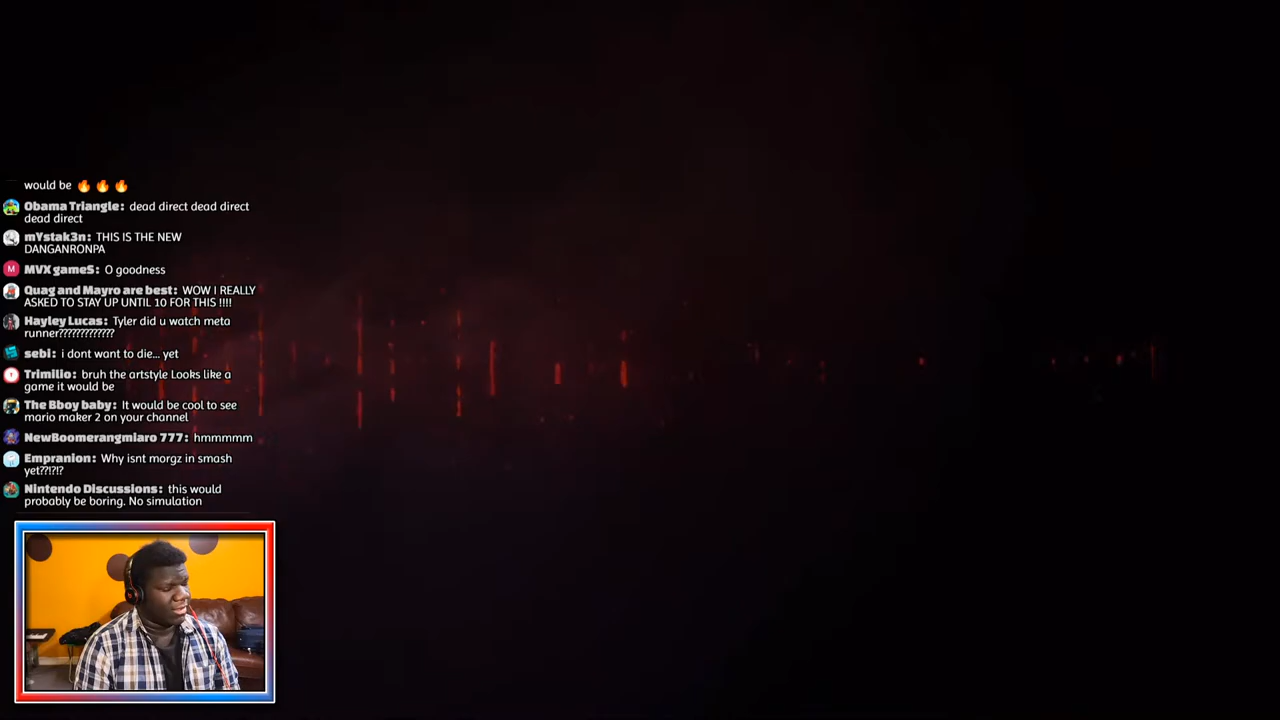 would be 🔥 🔥 🔥
Obama Triangle: dead direct dead direct
dead direct
mYstak3n: THIS IS THE NEW
DANGANRONPA
M MVX gameS: O goodness
Quag and Mayro are best: WOW I REALLY
ASKED TO STAY UP UNTIL 10 FOR THIS !!!!
Hayley Lucas: Tyler did u watch meta
runner?????????????
sebi: i dont want to die... yet
Trimilio: bruh the artstyle Looks like a
game it would be
The Bboy baby: It would be cool to see
mario maker 2 on your channel
NewBoomerangmiaro 777: hmmmmm
Empranion: Why isnt morgz in smash
yet??!?!?
Nintendo Discussions: this would
probably be boring. No simulation